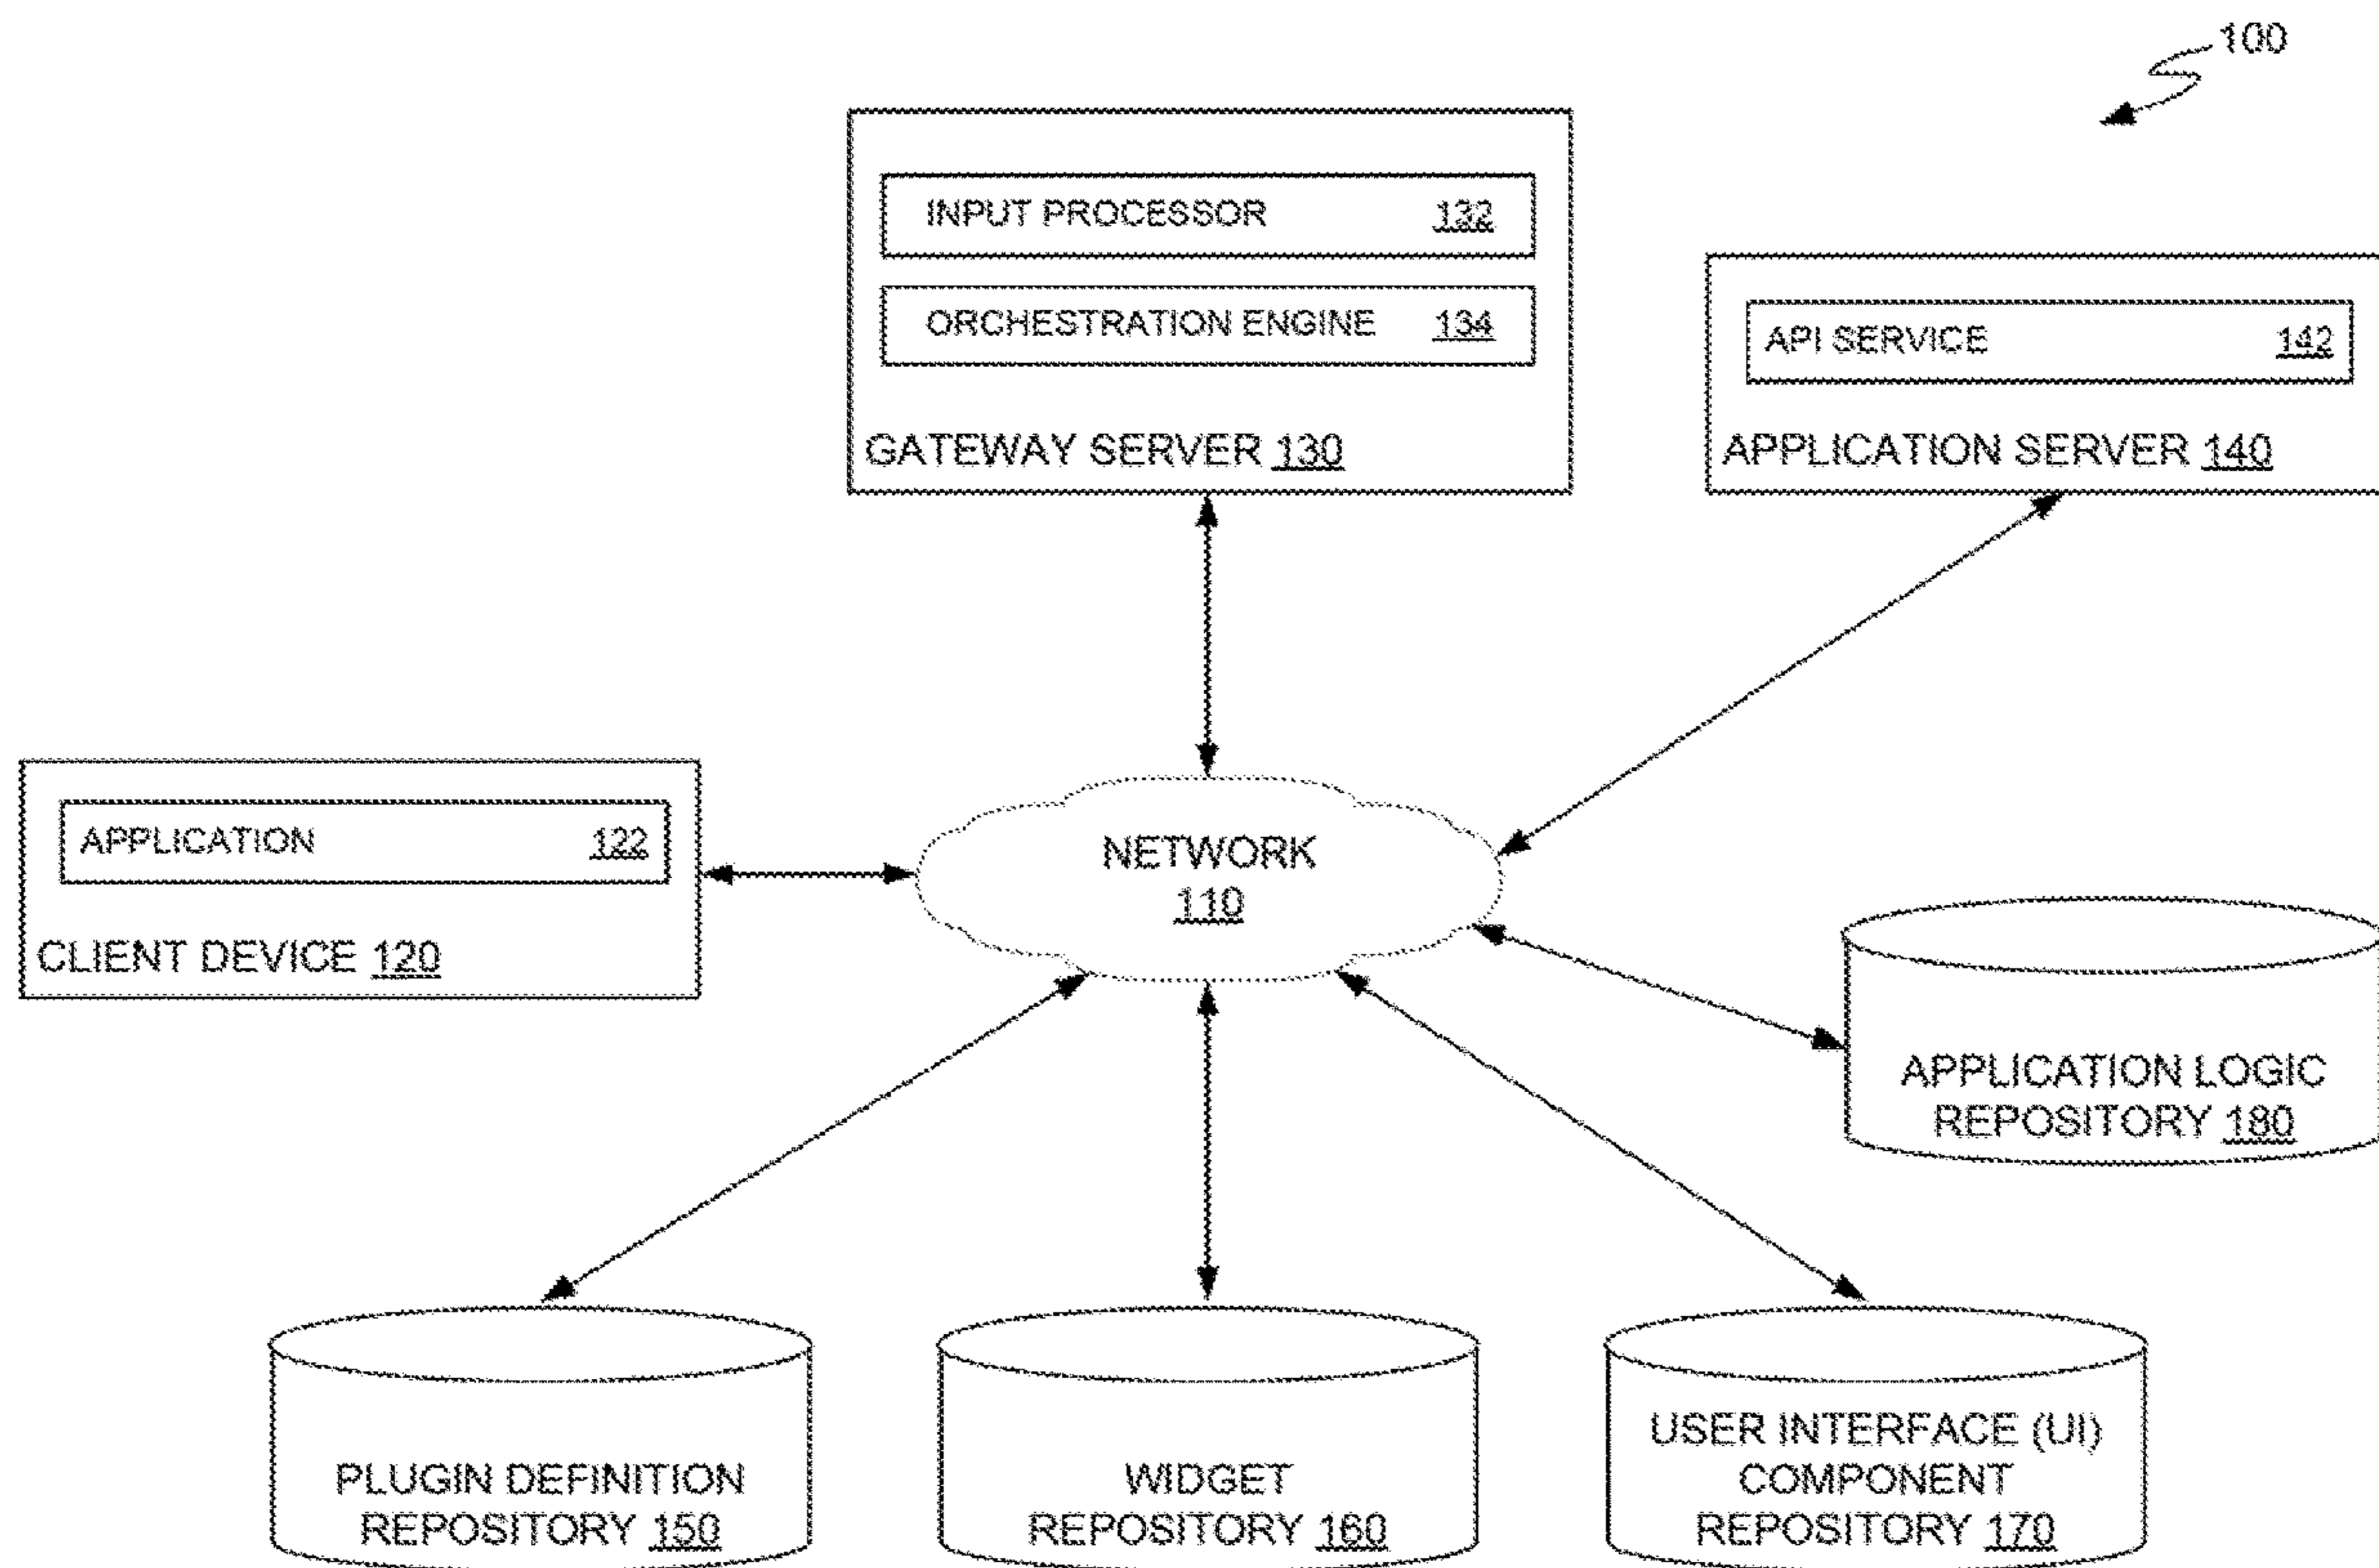 100
INPUT PROCESSOR 132
ORCHESTRATION ENGINE 134
GATEWAY SERVER 130
API SERVICE 142
APPLICATION SERVER 140
APPLICATION 122
CLIENT DEVICE 120
NETWORK
110
APPLICATION LOGIC
REPOSITORY 180
PLUGIN DEFINITION
REPOSITORY 150
WIDGET
REPOSITORY 160
USER INTERFACE (UI)
COMPONENT
REPOSITORY 170